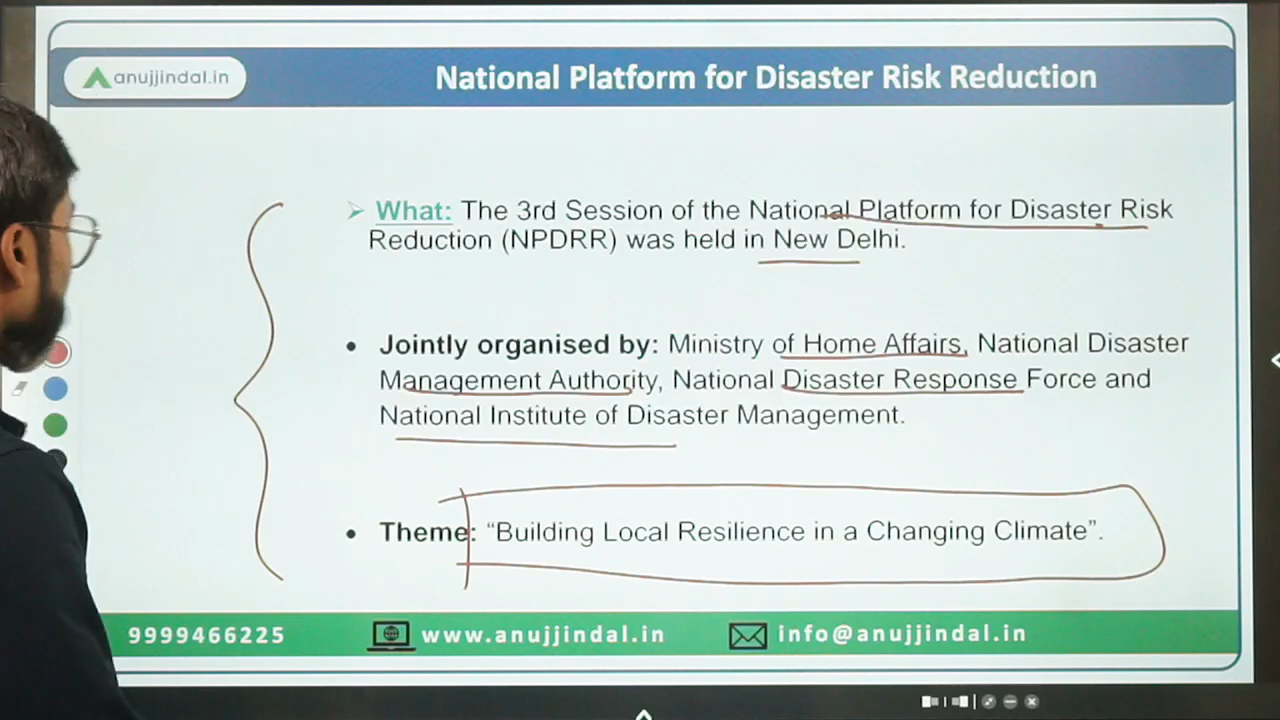 anujjindal.in
National Platform for Disaster Risk Reduction
What: The 3rd Session of the National Platform for Disaster Risk
Reduction (NPDRR) was held in New Delhi.
Jointly organised by: Ministry of Home Affairs, National Disaster
Management Authority, National Disaster Response Force and
National Institute of Disaster Management.
Theme: “Building Local Resilience in a Changing Climate”.
9999466225 www.anujjindal.in info@anujjindal.in